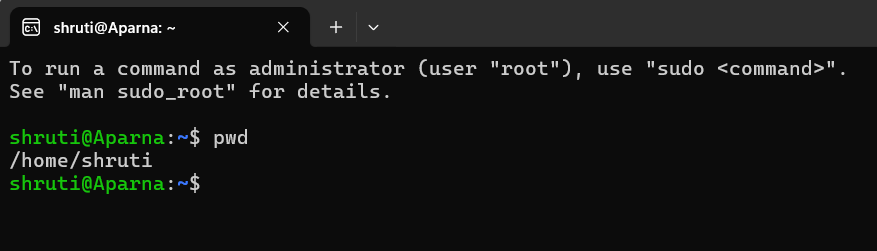 shruti@Aparna: ~
To run a command as administrator (user "root"), use "sudo <command>".
See "man sudo_root" for details.
shruti@Aparna:~$ pwd
/home/shruti
shruti@Aparna:~$